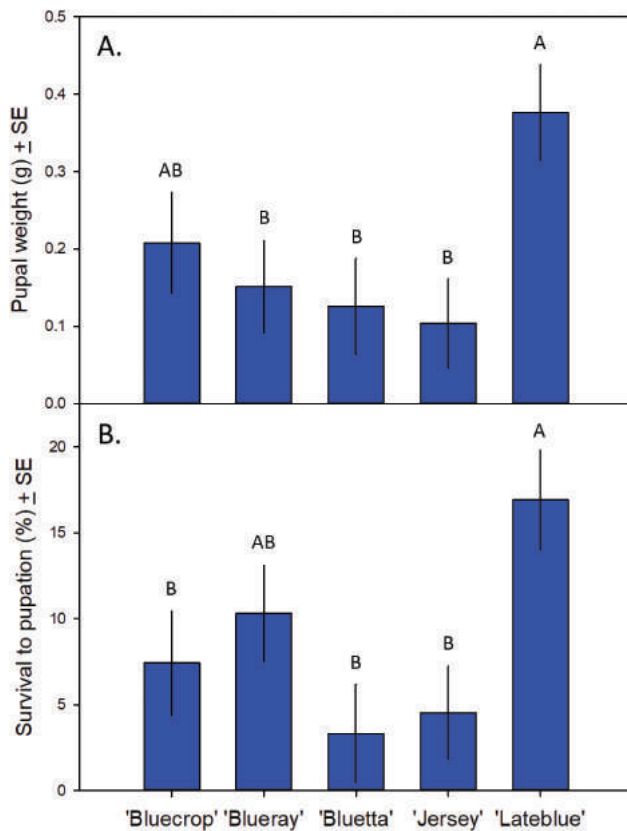 A.
Pupal weight (g) ± SE
0.5
0.4
0.3
0.2
0.1
0.0
AB
B
B
B
A
B.
Survival to pupation (%) ± SE
20
15
10
5
0
B
AB
B
B
A
'Bluecrop' 'Blueray' 'Bluetta' 'Jersey' 'Lateblue'